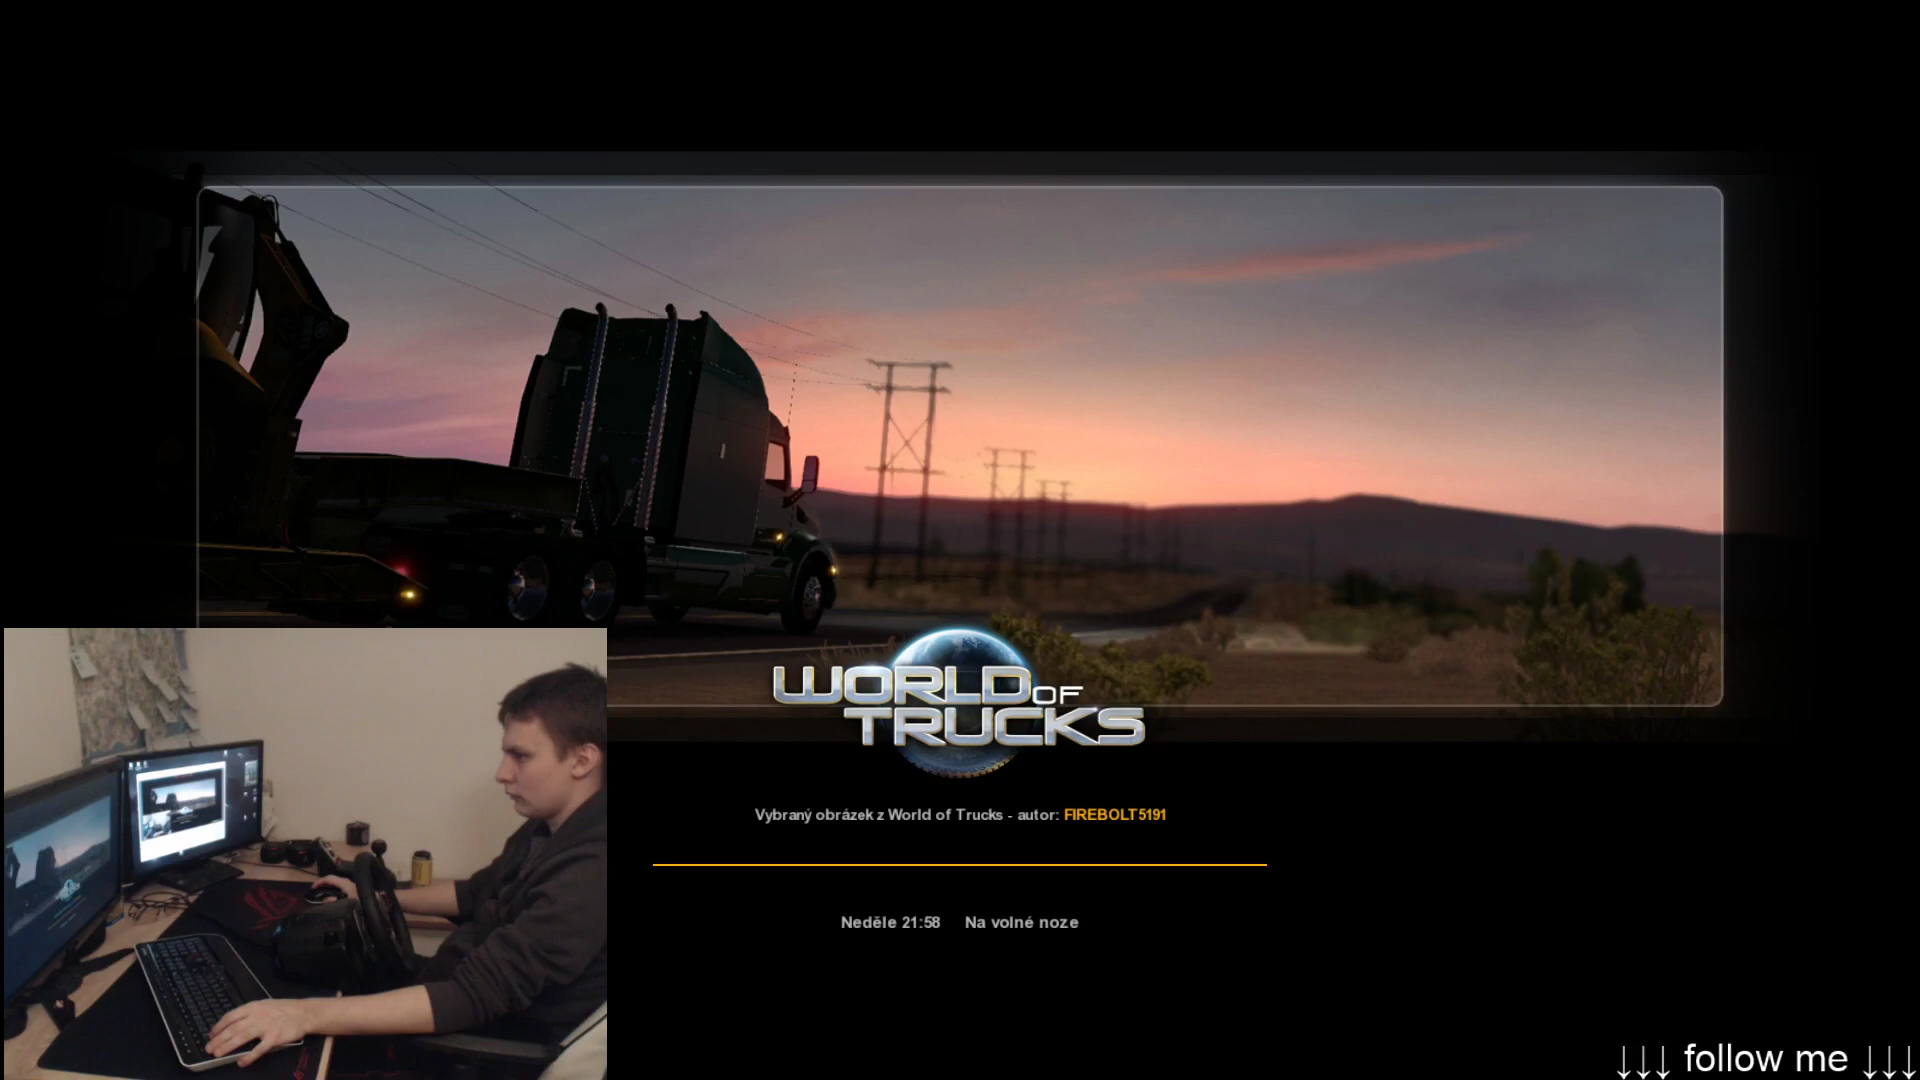 WORLD OF
TRUCKS
Vybraný obrázek z World of Trucks - autor: FIREBOLT5191
Neděle 21:58 Na volné noze
↓↓↓ follow me ↓↓↓